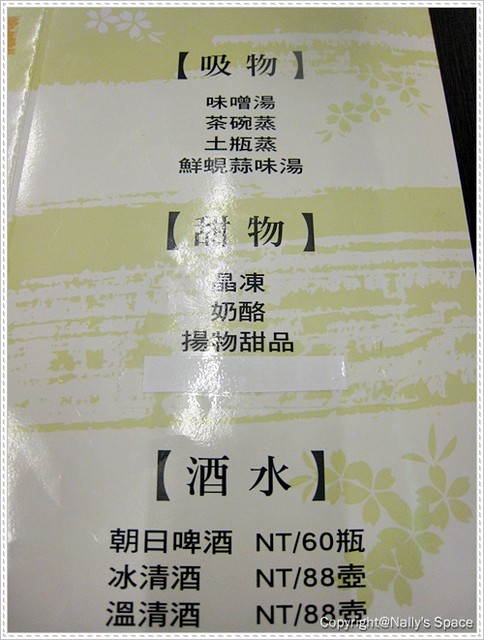 【吸物】
味噌湯
茶碗蒸
土瓶蒸
鮮蜆蒜味湯
【甜物】
晶凍
奶酪
揚物甜品
【酒水】
朝日啤酒 NT/60瓶
冰清酒 NT/88壺
溫清酒 NT/88壺
Copyright@Nally's Space